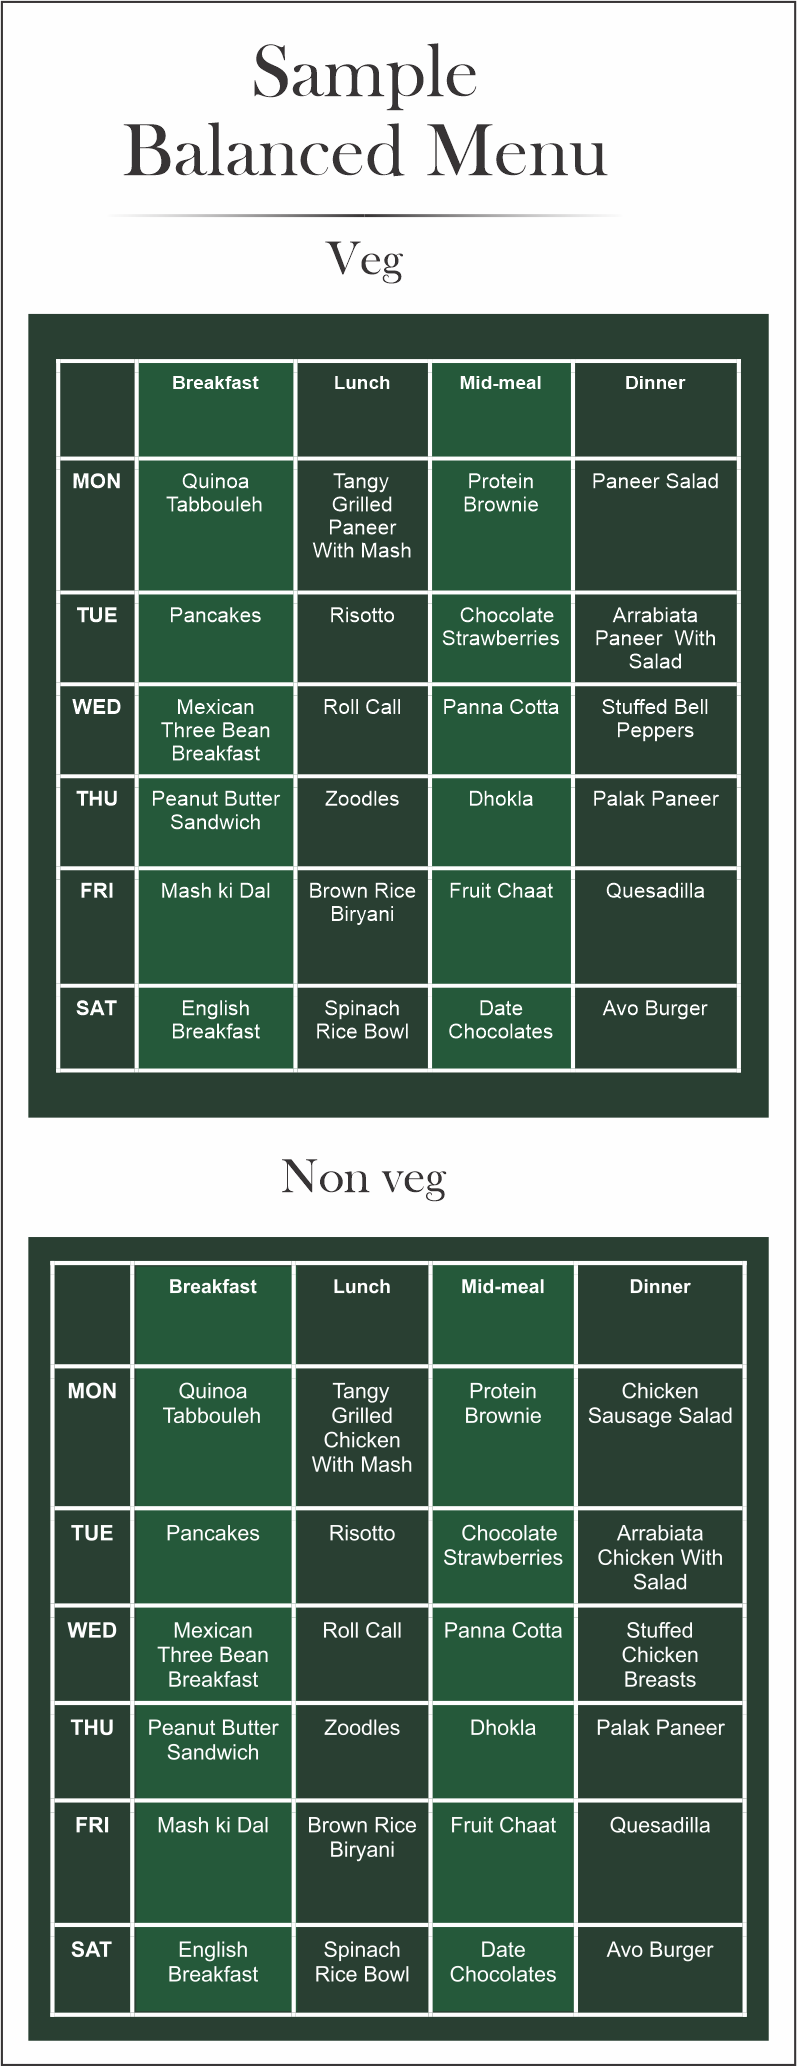 Sample
Balanced Menu
Veg
Breakfast Lunch Mid-meal Dinner
MON Quinoa Tangy Protein Paneer Salad
Tabbouleh Grilled Brownie
Paneer
With Mash
TUE Pancakes Risotto Chocolate Arrabiata
Strawberries Paneer With
Salad
WED Mexican Roll Call Panna Cotta Stuffed Bell
Three Bean Peppers
Breakfast
THU Peanut Butter Zoodles Dhokla Palak Paneer
Sandwich
FRI Mash ki Dal Brown Rice Fruit Chaat Quesadilla
Biryani
SAT English Spinach Date Avo Burger
Breakfast Rice Bowl Chocolates
Non veg
Breakfast Lunch Mid-meal Dinner
MON Quinoa Tangy Protein Chicken
Tabbouleh Grilled Brownie Sausage Salad
Chicken
With Mash
TUE Pancakes Risotto Chocolate Arrabiata
Strawberries Chicken With
Salad
WED Mexican Roll Call Panna Cotta Stuffed
Three Bean Chicken
Breakfast Breasts
THU Peanut Butter Zoodles Dhokla Palak Paneer
Sandwich
FRI Mash ki Dal Brown Rice Fruit Chaat Quesadilla
Biryani
SAT English Spinach Date Avo Burger
Breakfast Rice Bowl Chocolates